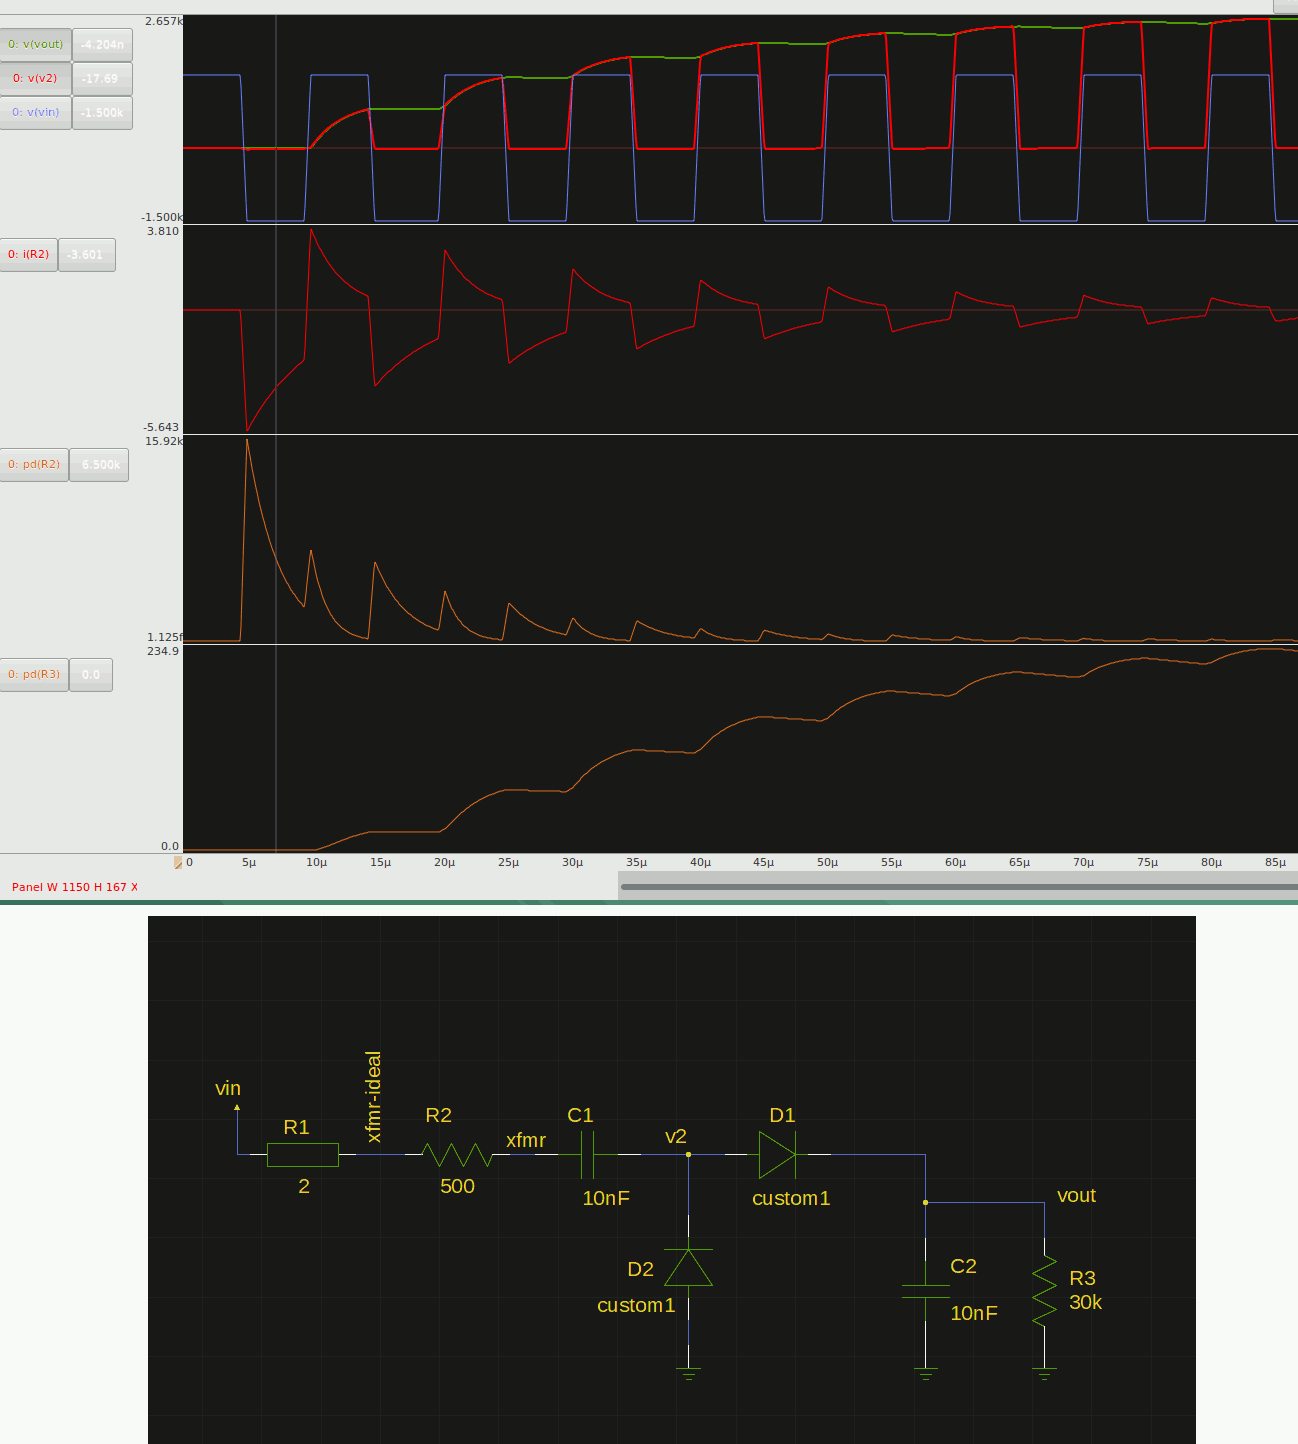 2.657k
0: v(vout) -4.204n
0: v(v2) -17.69
0: v(vin) -1.500k
-1.500k
3.810
0: i(R2) -3.601
-5.643
15.92k
0: pd(R2) 6.500k
1.125f
234.9
0: pd(R3) 0.0
0.0
0 5µ 10µ 15µ 20µ 25µ 30µ 35µ 40µ 45µ 50µ 55µ 60µ 65µ 70µ 75µ 80µ 85µ
Panel W 1150 H 167 X
vin
R1
2
xfmr-ideal
R2
500
xfmr
C1
10nF
v2
D1
custom1
vout
D2
custom1
C2
10nF
R3
30k